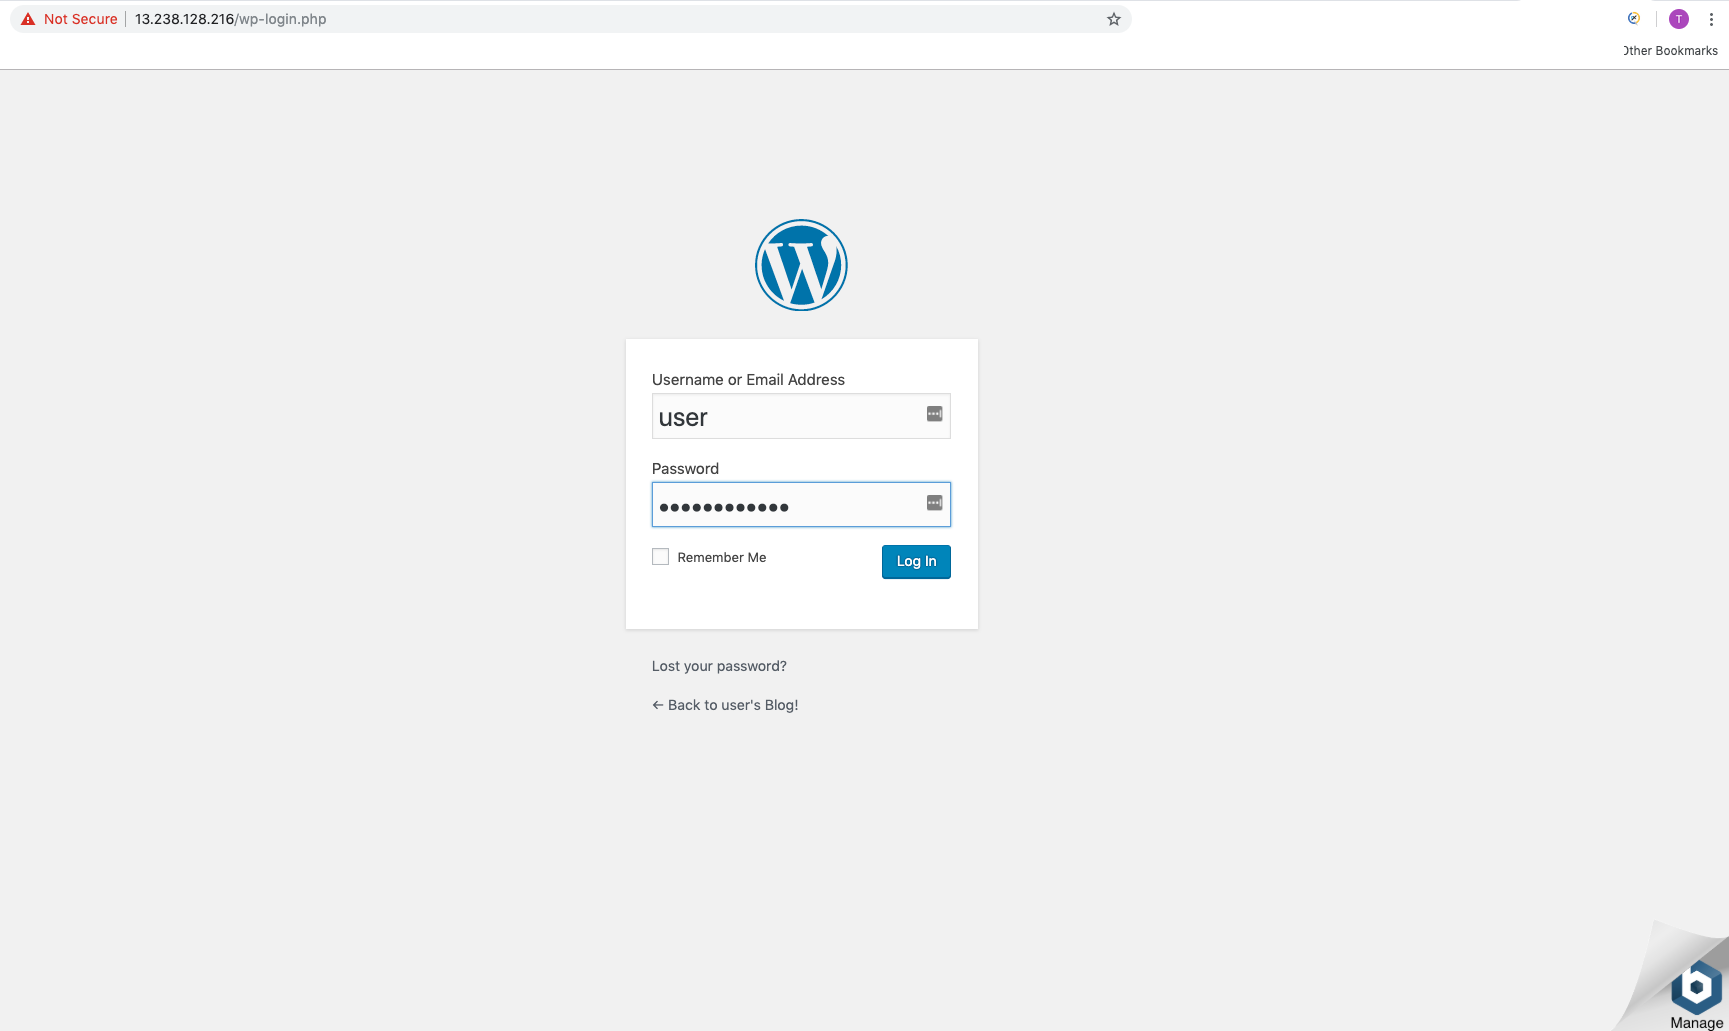 Not Secure 13.238.128.216/wp-login.php
T
Other Bookmarks
Username or Email Address
user
Password
Remember Me
Log In
Lost your password?
← Back to user's Blog!
Manage